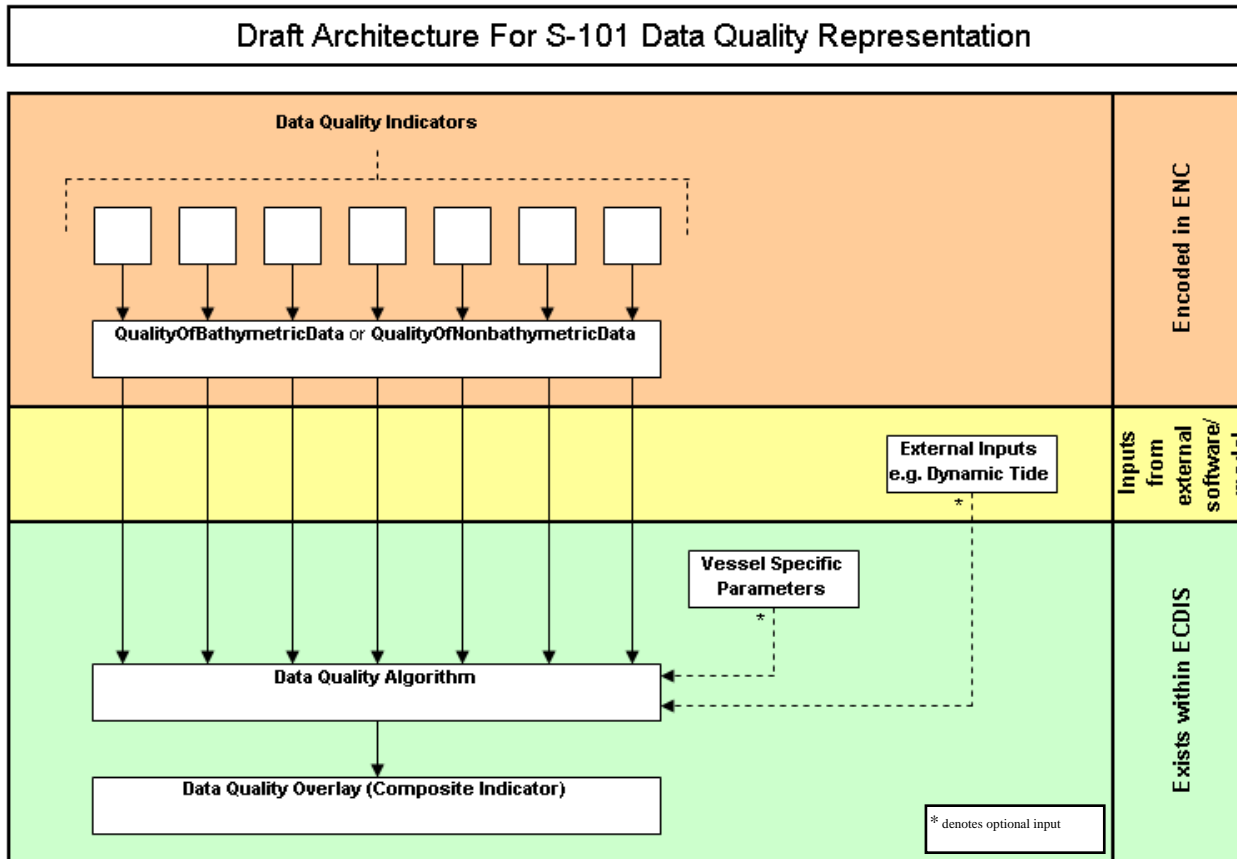 Draft Architecture For S-101 Data Quality Representation
Data Quality Indicators
QualityOfBathymetricData or QualityOfNonbathymetricData
Encoded in ENC
External Inputs
e.g. Dynamic Tide
*
Inputs
from
external
software/
Vessel Specific
Parameters
*
Data Quality Algorithm
Data Quality Overlay (Composite Indicator)
Exists within ECDIS
* denotes optional input